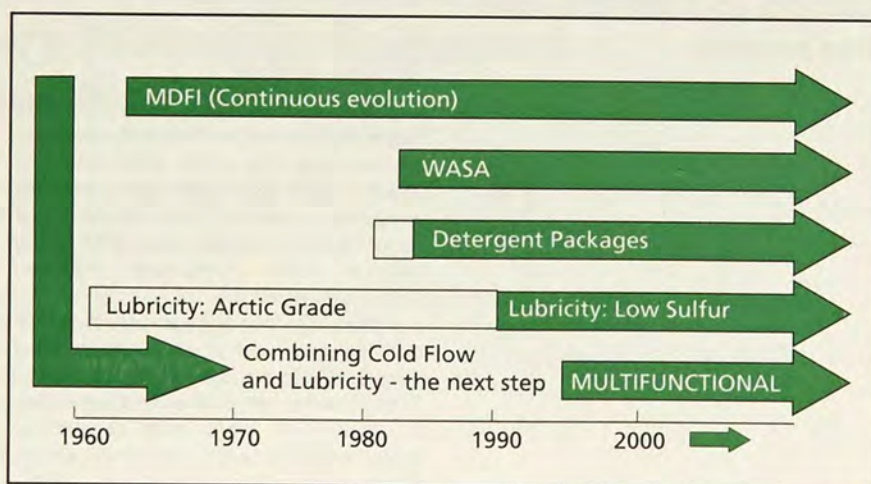 MDFI (Continuous evolution)
WASA
Detergent Packages
Lubricity: Arctic Grade
Lubricity: Low Sulfur
Combining Cold Flow
and Lubricity - the next step
MULTIFUNCTIONAL
1960
1970
1980
1990
2000